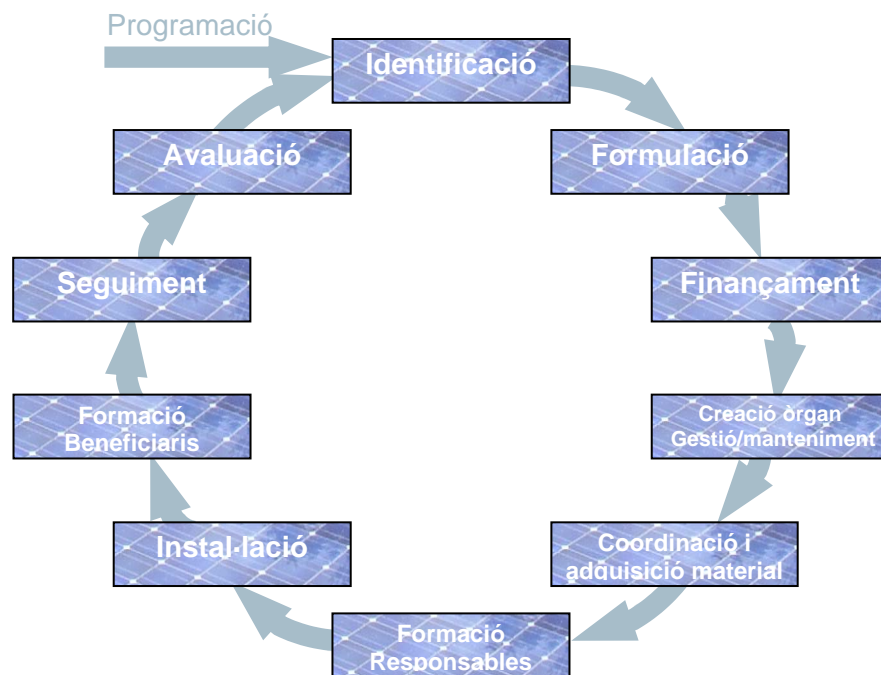 Programació
Identificació
Formulació
Finançament
Creació òrgan
Gestió/manteniment
Coordinació i
adquisició material
Formació
Responsables
Instal·lació
Formació
Beneficiaris
Seguiment
Avaluació